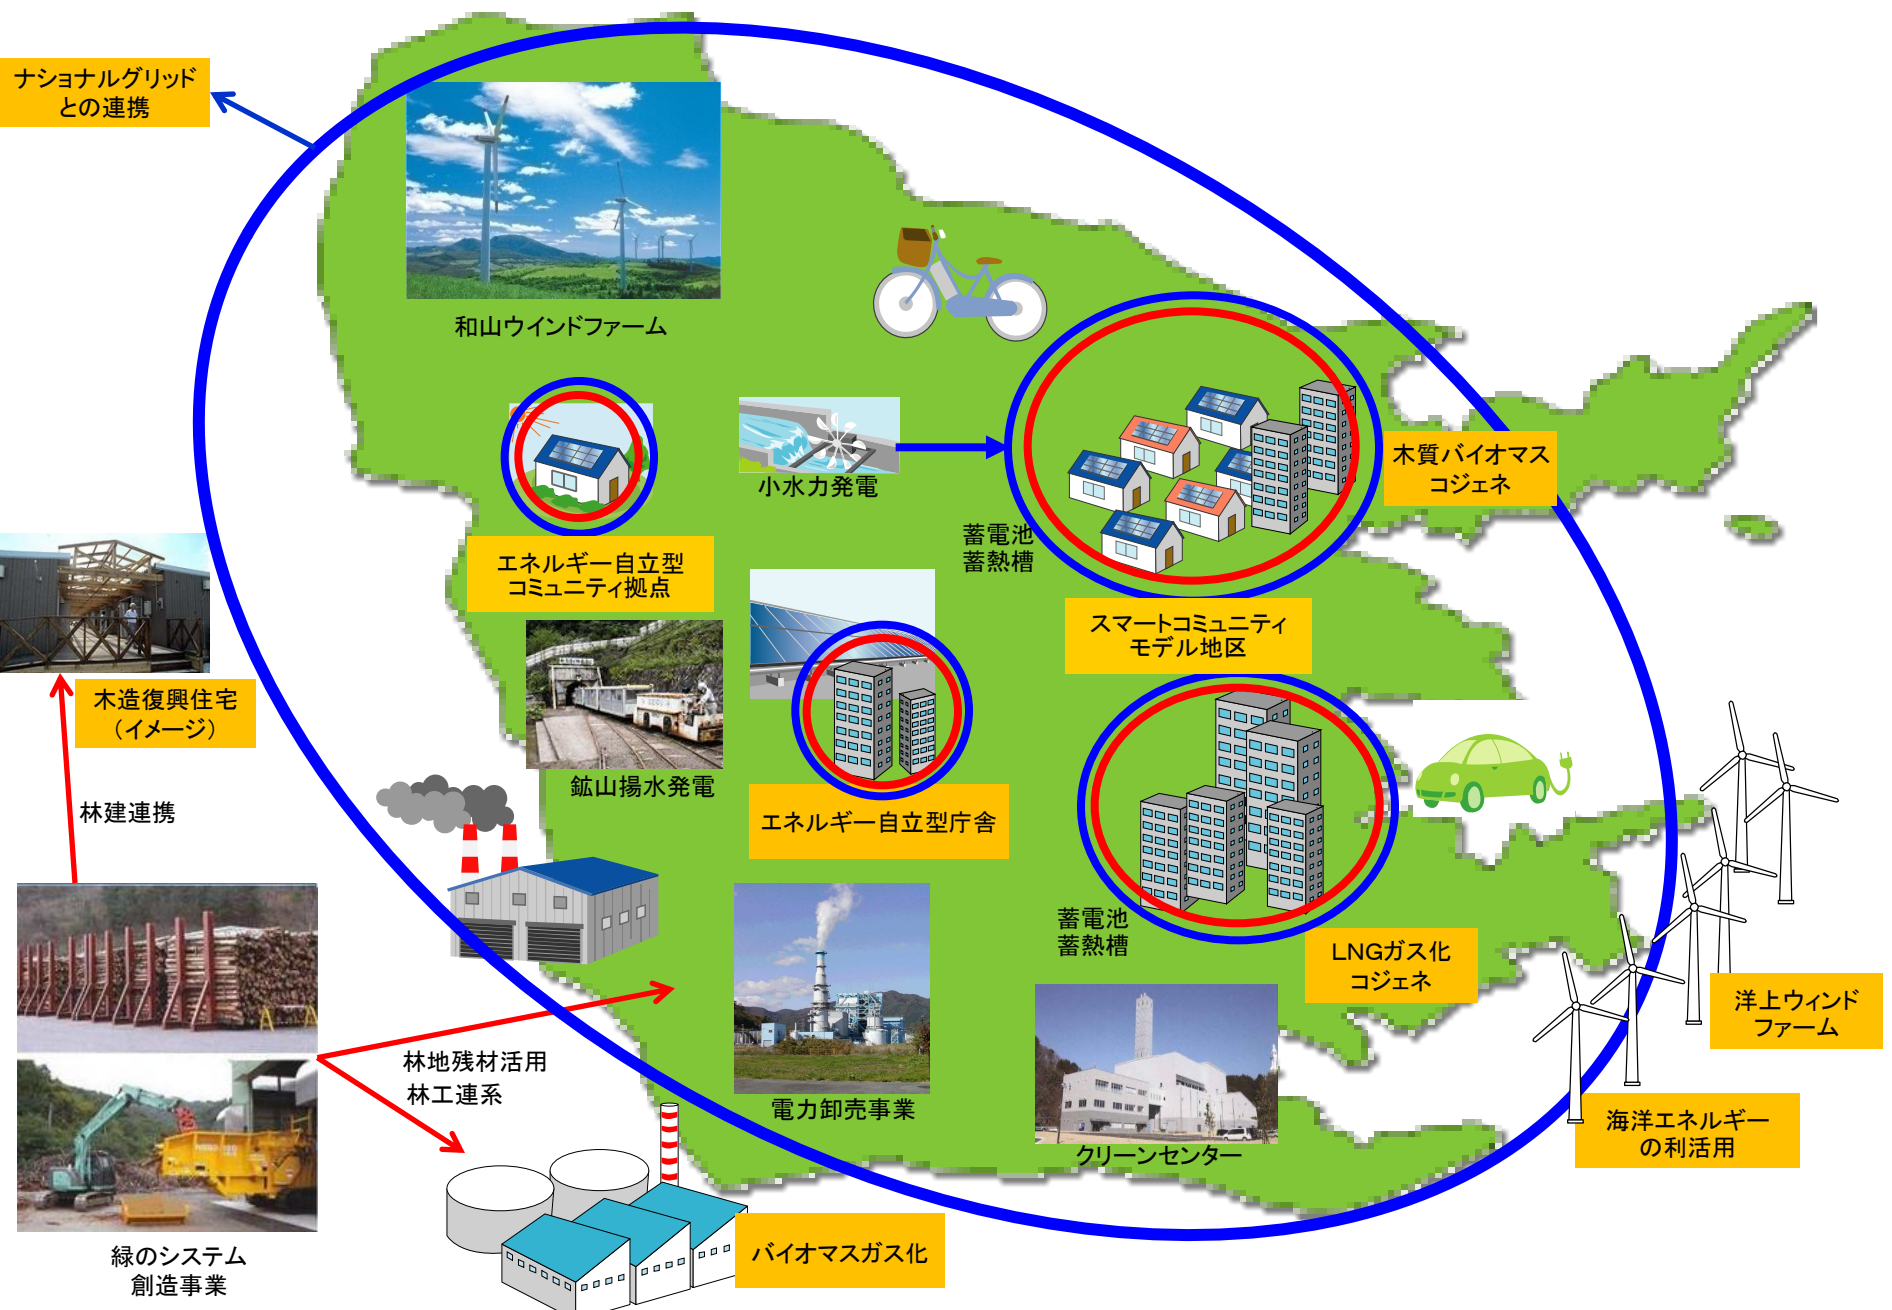 ナショナルグリッド
との連携
和山ウインドファーム
小水力発電
木質バイオマス
コジェネ
蓄電池
蓄熱槽
エネルギー自立型
コミュニティ拠点
スマートコミュニティ
モデル地区
木造復興住宅
（イメージ）
鉱山揚水発電
エネルギー自立型庁舎
林建連携
蓄電池
蓄熱槽
LNGガス化
コジェネ
洋上ウィンド
ファーム
林地残材活用
林工連系
電力卸売事業
クリーンセンター
海洋エネルギー
の利活用
緑のシステム
創造事業
バイオマスガス化